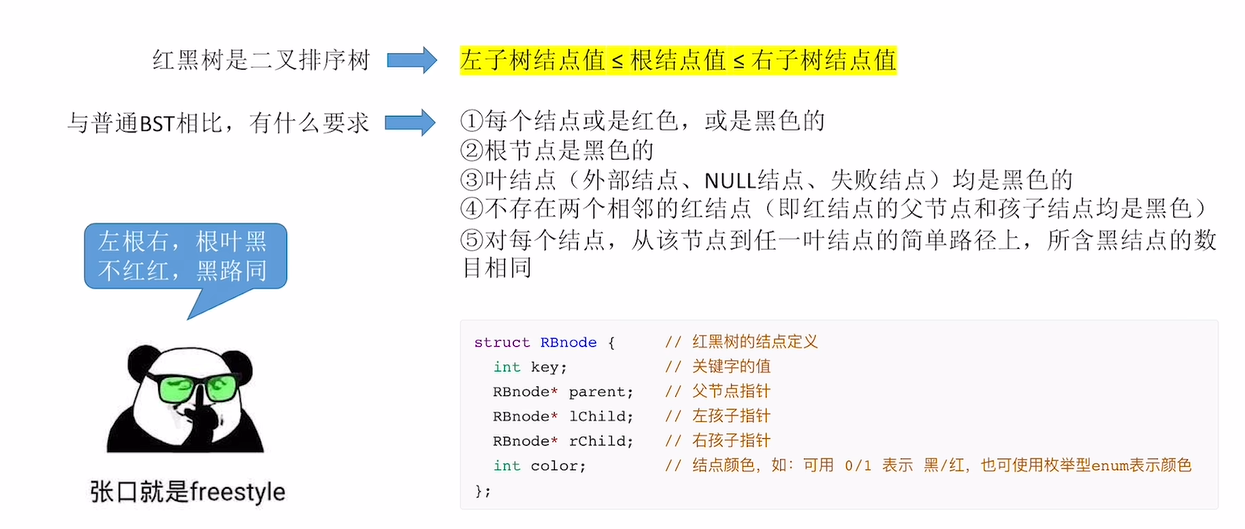 红黑树是二叉排序树
左子树结点值 ≤ 根结点值 ≤ 右子树结点值
与普通BST相比，有什么要求
①每个结点或是红色，或是黑色的
②根节点是黑色的
③叶结点（外部结点、NULL结点、失败结点）均是黑色的
④不存在两个相邻的红结点（即红结点的父节点和孩子结点均是黑色）
⑤对每个结点，从该节点到任一叶结点的简单路径上，所含黑结点的数
目相同
左根右，根叶黑
不红红，黑路同
struct RBnode { // 红黑树的结点定义
int key; // 关键字的值
RBnode* parent; // 父节点指针
RBnode* lChild; // 左孩子指针
RBnode* rChild; // 右孩子指针
int color; // 结点颜色，如：可用 0/1 表示 黑/红，也可使用枚举型enum表示颜色
};
张口就是freestyle